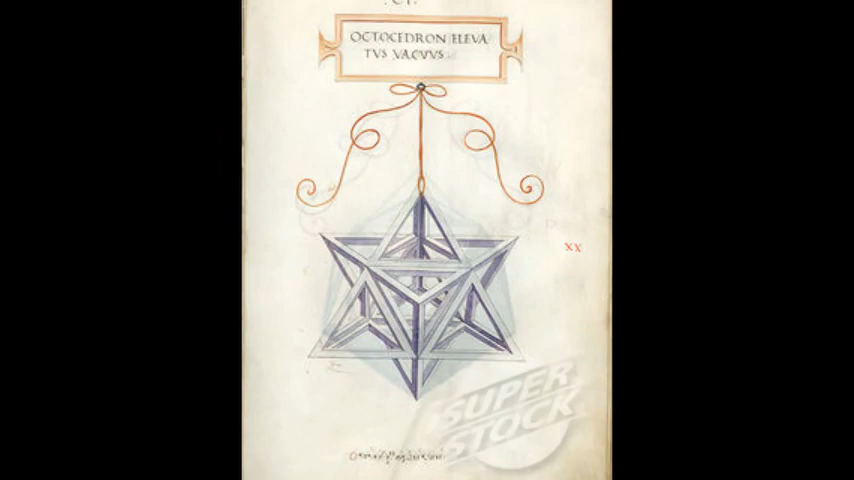 OCTOCEDRON ELEVA
TVS VACVVS
XX
SUPER
STOCK